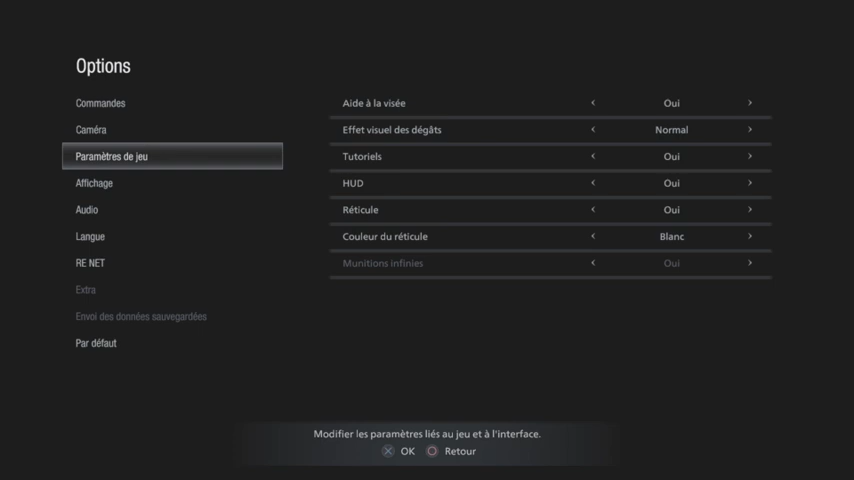 Options
Commandes
Caméra
Paramètres de jeu
Affichage
Audio
Langue
RE NET
Extra
Envoi des données sauvegardées
Par défaut
Aide à la visée Oui
Effet visuel des dégâts Normal
Tutoriels Oui
HUD Oui
Réticule Oui
Couleur du réticule Blanc
Munitions infinies Oui
Modifier les paramètres liés au jeu et à l'interface.
OK Retour